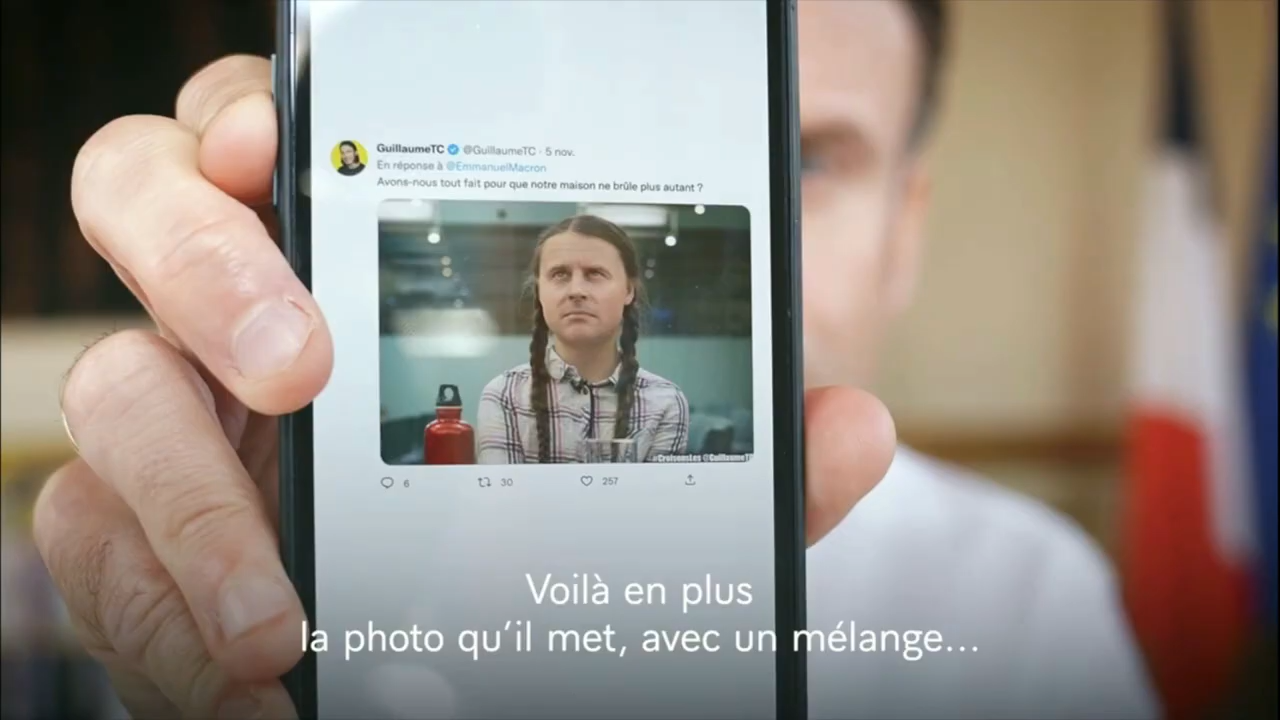 GuillaumeTC @GuillaumeTC · 5 nov.
En réponse à @EmmanuelMacron
Avons-nous tout fait pour que notre maison ne brûle plus autant ?
#CroisonsLes @GuillaumeTC
6 30 257
Voilà en plus
la photo qu'il met, avec un mélange...